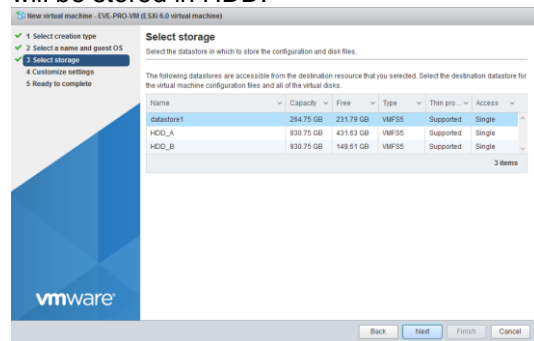 will be stored in HDD.
New virtual machine - EVE-PRO-VM (ESXi 6.0 virtual machine)
1 Select creation type
2 Select a name and guest OS
3 Select storage
4 Customize settings
5 Ready to complete
Select storage
Select the datastore in which to store the configuration and disk files.
The following datastores are accessible from the destination resource that you selected. Select the destination datastore for
the virtual machine configuration files and all of the virtual disks.
Name Capacity Free Type Thin pro... Access
datastore1 264.75 GB 231.79 GB VMFS5 Supported Single
HDD_A 930.75 GB 431.63 GB VMFS5 Supported Single
HDD_B 930.75 GB 149.61 GB VMFS5 Supported Single
3 items
vmware
Back Next Finish Cancel